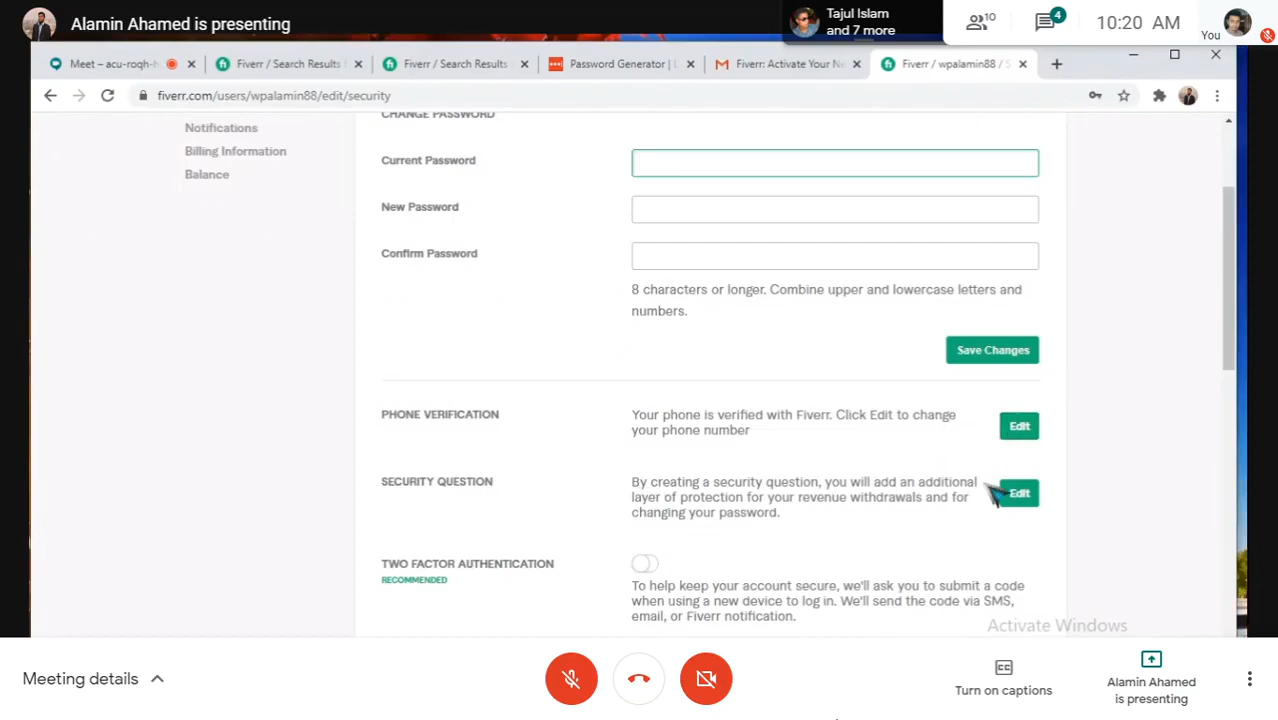 Alamin Ahamed is presenting
Tajul Islam
and 7 more
10
4
10:20 AM
You
Meet – acu-roqh-
Fiverr / Search Results
Fiverr / Search Results
Password Generator | L
Fiverr: Activate Your Ne
Fiverr / wpalamin88 / S
fiverr.com/users/wpalamin88/edit/security
Notifications
Billing Information
Balance
CHANGE PASSWORD
Current Password
New Password
Confirm Password
8 characters or longer. Combine upper and lowercase letters and
numbers.
Save Changes
PHONE VERIFICATION
Your phone is verified with Fiverr. Click Edit to change
your phone number
Edit
SECURITY QUESTION
By creating a security question, you will add an additional
layer of protection for your revenue withdrawals and for
changing your password.
Edit
TWO FACTOR AUTHENTICATION
RECOMMENDED
To help keep your account secure, we'll ask you to submit a code
when using a new device to log in. We'll send the code via SMS,
email, or Fiverr notification.
Activate Windows
Meeting details
Turn on captions
Alamin Ahamed
is presenting